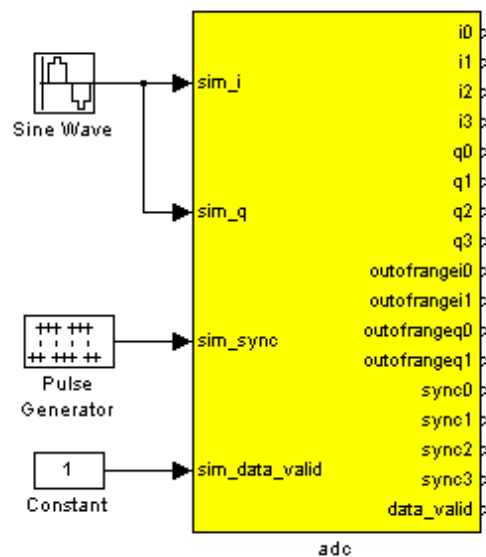 i0
i1
sim_i
i2
Sine Wave
i3
q0
q1
sim_q
q2
q3
outofrangei0
outofrangei1
sim_sync
outofrangeq0
outofrangeq1
Pulse
Generator
sync0
sync1
sync2
1
sim_data_valid
sync3
Constant
data_valid
adc